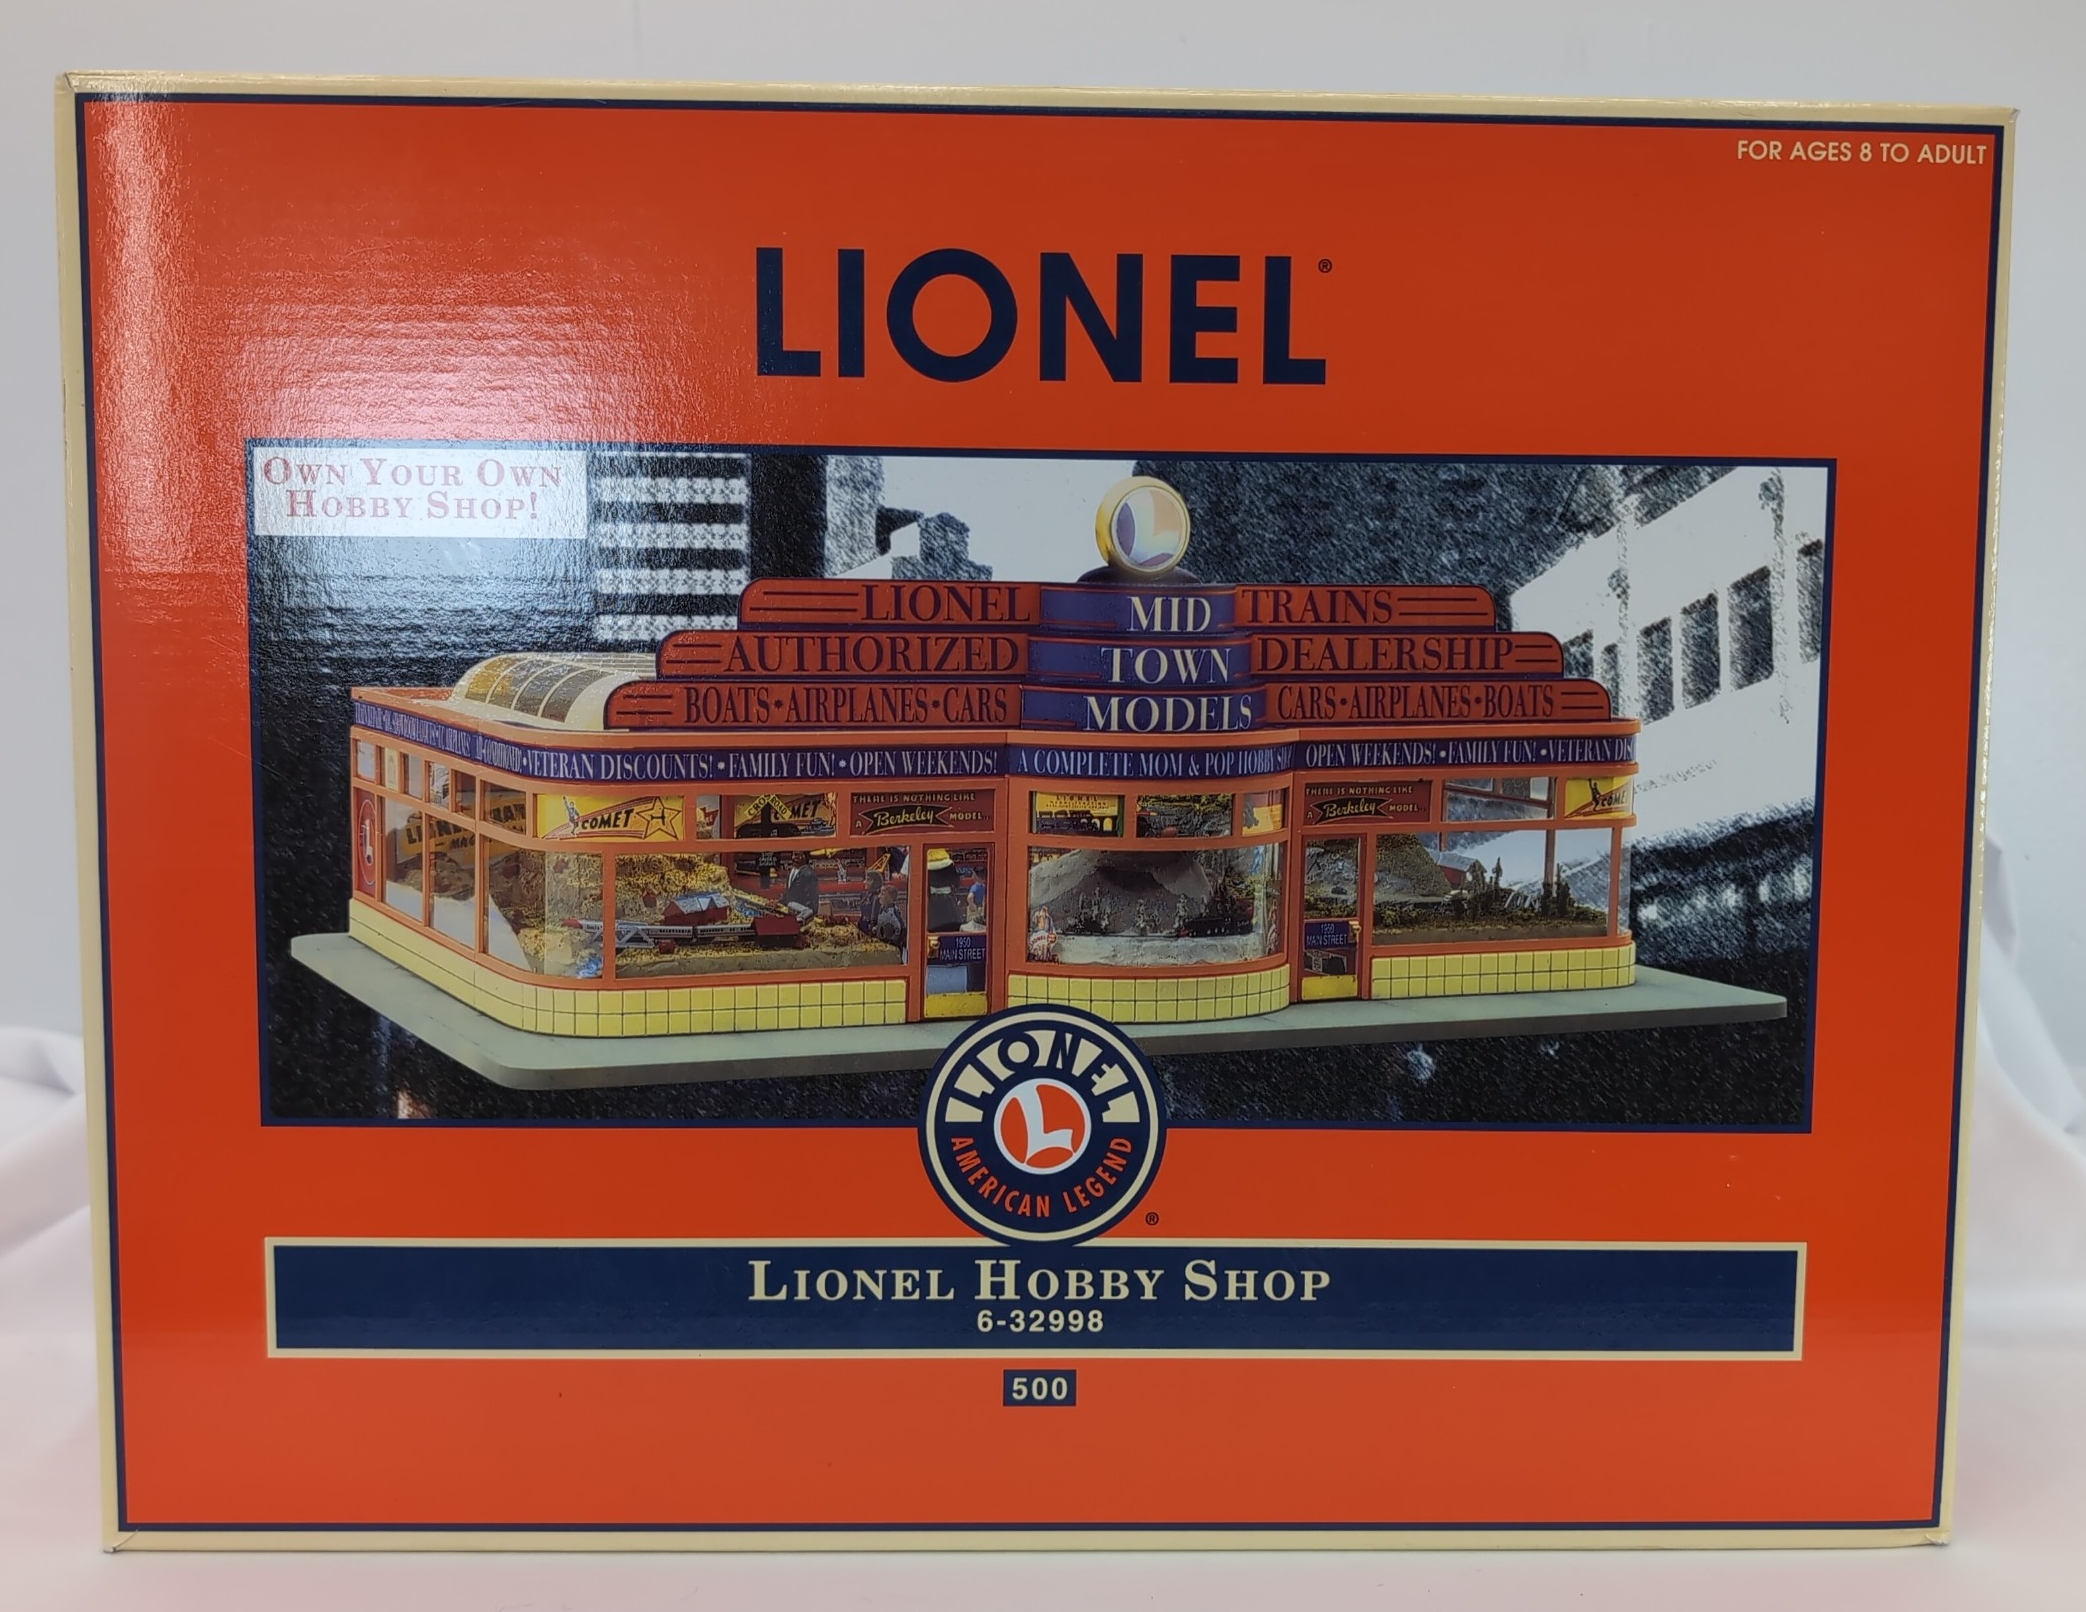 FOR AGES 8 TO ADULT
LIONEL®
OWN YOUR OWN
HOBBY SHOP!
L
LIONEL MID TRAINS
AUTHORIZED TOWN DEALERSHIP
BOATS•AIRPLANES•CARS MODELS CARS•AIRPLANES•BOATS
•VETERAN DISCOUNTS!•FAMILY FUN!•OPEN WEEKENDS! A COMPLETE MOM & POP HOBBY OPEN WEEKENDS!•FAMILY FUN!•VETERAN
COMET
THERE IS NOTHING LIKE
A Berkeley MODEL..
THERE IS NOTHING LIKE
A Berkeley MODEL..
1950
MAIN STREET
1950
MAIN STREET
LIONEL
L
AMERICAN LEGEND
®
LIONEL HOBBY SHOP
6-32998
500